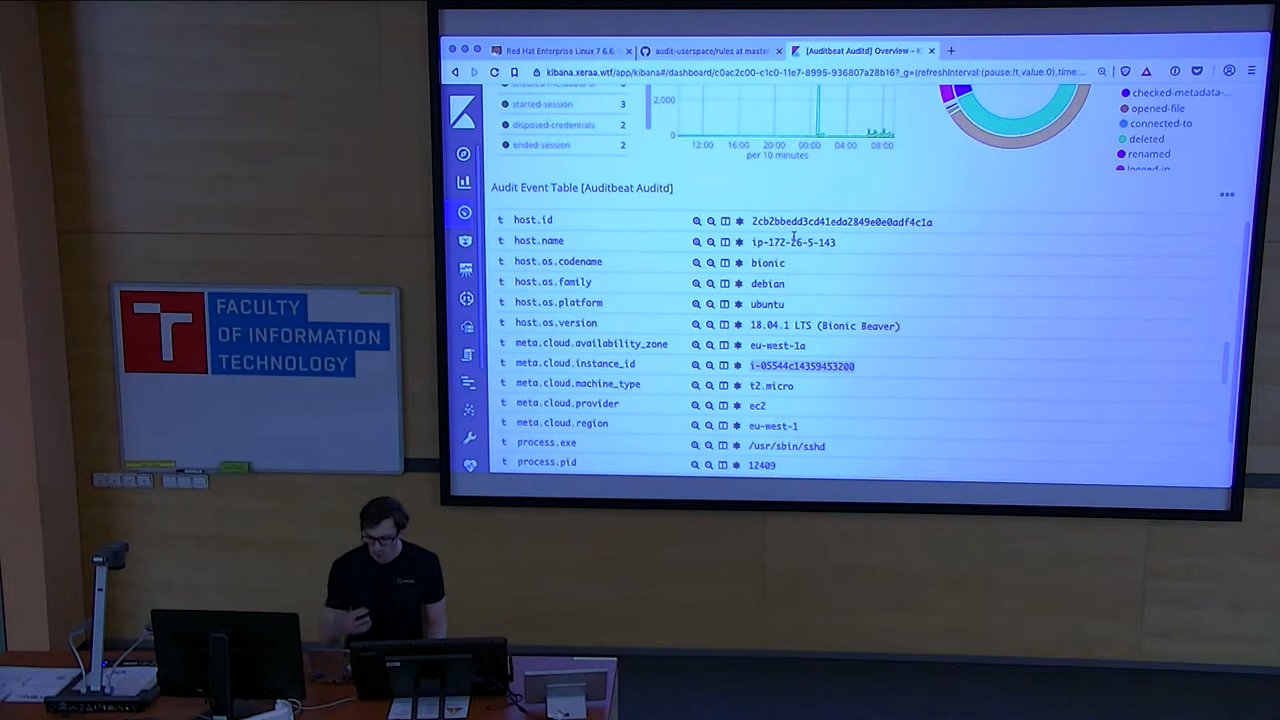 Red Hat Enterprise Linux 7 6.6. ×
audit-userspace/rules at master ×
[Auditbeat Auditd] Overview - K ×
kibana.xeraa.wtf/app/kibana#/dashboard/c0ac2c00-c1c0-11e7-8995-936807a28b16?_g=(refreshInterval:(pause:!t,value:0),time:...
started-session 3
disposed-credentials 2
ended-session 2
2,000
0
12:00 16:00 20:00 00:00 04:00 08:00
per 10 minutes
checked-metadata-...
opened-file
connected-to
deleted
renamed
logged-in
Audit Event Table [Auditbeat Auditd]
t host.id 2cb2bbedd3cd41eda2849e0e0adf4c1a
t host.name ip-172-26-5-143
t host.os.codename bionic
t host.os.family debian
t host.os.platform ubuntu
t host.os.version 18.04.1 LTS (Bionic Beaver)
t meta.cloud.availability_zone eu-west-1a
t meta.cloud.instance_id i-05544c14359453200
t meta.cloud.machine_type t2.micro
t meta.cloud.provider ec2
t meta.cloud.region eu-west-1
t process.exe /usr/sbin/sshd
t process.pid 12409
FACULTY
OF INFORMATION
TECHNOLOGY